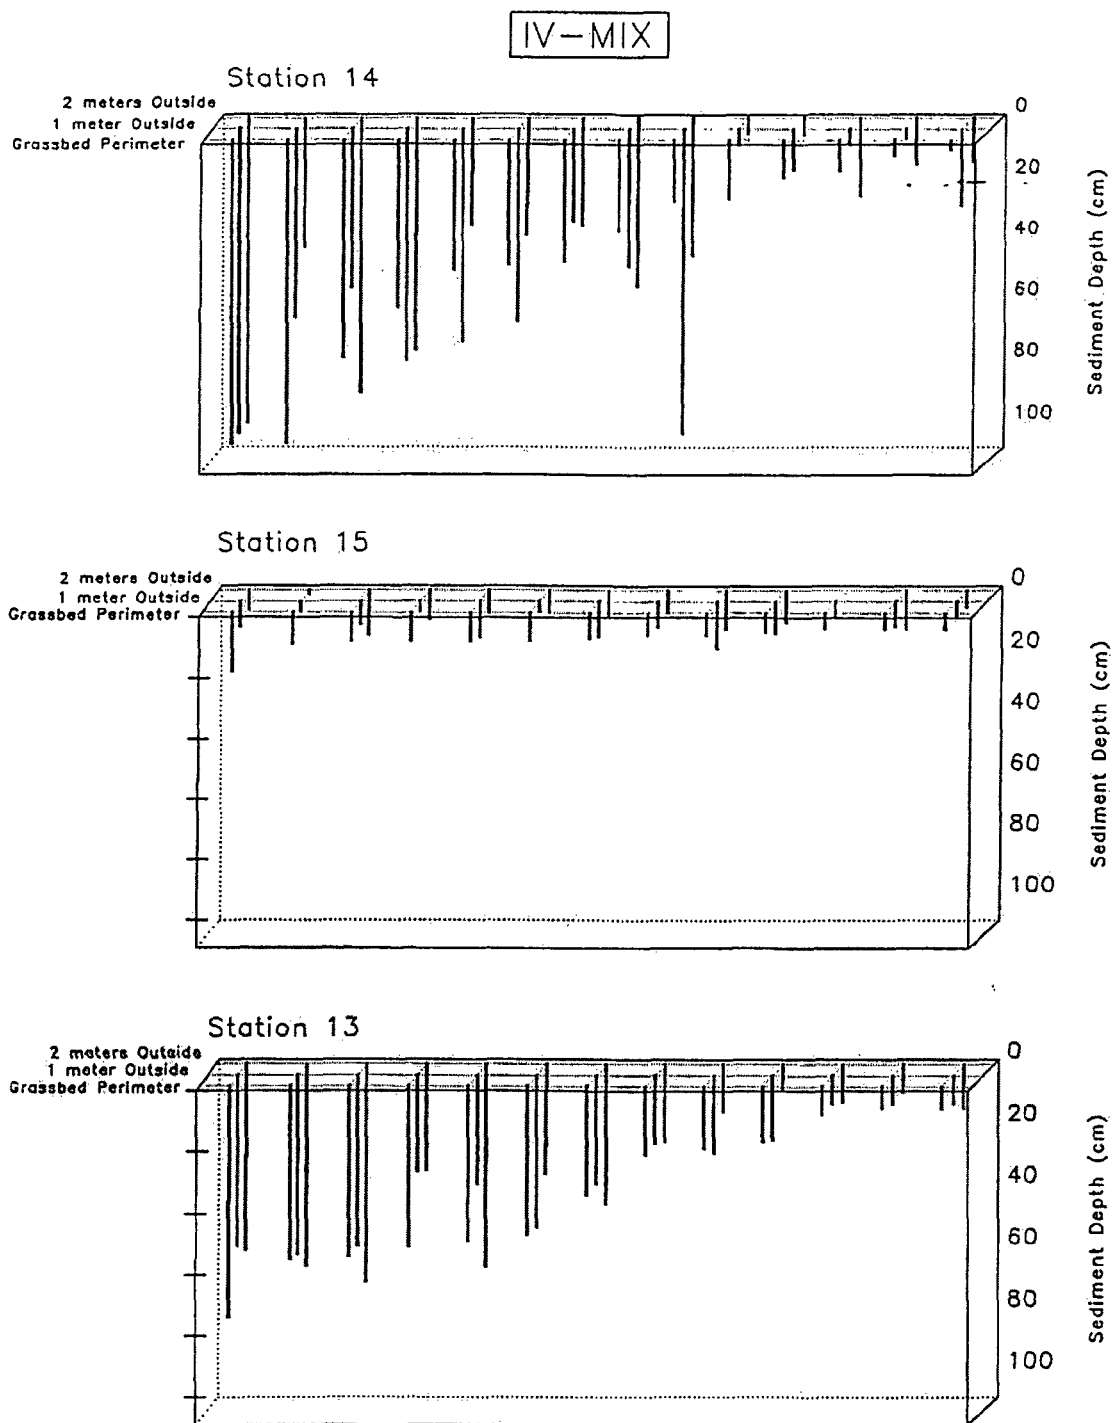 IV-MIX
Station 14
2 meters Outside
1 meter Outside
Grassbed Perimeter
0
20
40
60
80
100
Sediment Depth (cm)
Station 15
2 meters Outside
1 meter Outside
Grassbed Perimeter
0
20
40
60
80
100
Sediment Depth (cm)
Station 13
2 meters Outside
1 meter Outside
Grassbed Perimeter
0
20
40
60
80
100
Sediment Depth (cm)